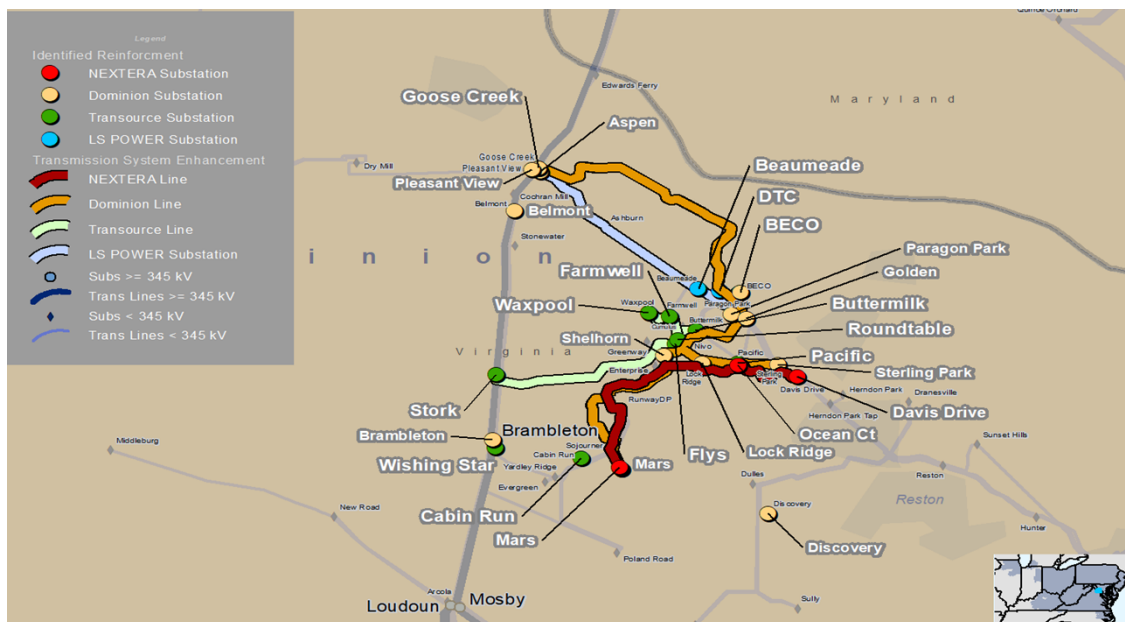 Legend
Identified Reinforcment
NEXTERA Substation
Dominion Substation
Transource Substation
LS POWER Substation
Transmission System Enhancement
NEXTERA Line
Dominion Line
Transource Line
LS POWER Substation
Subs >= 345 kV
Trans Lines >= 345 kV
Subs < 345 kV
Trans Lines < 345 kV
Edwards Ferry
Maryland
Goose Creek
Aspen
Dry Mill
Goose Creek
Pleasant View
Pleasant View
Beaumeade
DTC
BECO
Cochran Mill
Belmont
Belmont
Ashburn
Stonewater
Paragon Park
Golden
inion
Farmwell
Beaumeade
BECO
Buttermilk
Waxpool
Waxpool
Farmwell
Paragon Park
Cumulus
Buttermilk
Roundtable
Shelhorn
Virginia
Greenway
Nivo
Pacific
Pacific
Enterprise
Lock
Ridge
Sterling
Park
Sterling Park
Davis Drive
Stork
RunwayDP
Herndon Park
Dranesville
Davis Drive
Herndon Park Tap
Ocean Ct
Brambleton
Brambleton
Sojourner
Middleburg
Sunset Hills
Lock Ridge
Flys
Wishing Star
Cabin Run
Yardley Ridge
Mars
Reston
Dulles
Evergreen
Reston
Cabin Run
New Road
Discovery
Hunter
Mars
Discovery
Poland Road
Arcola
Loudoun
Mosby
Sully